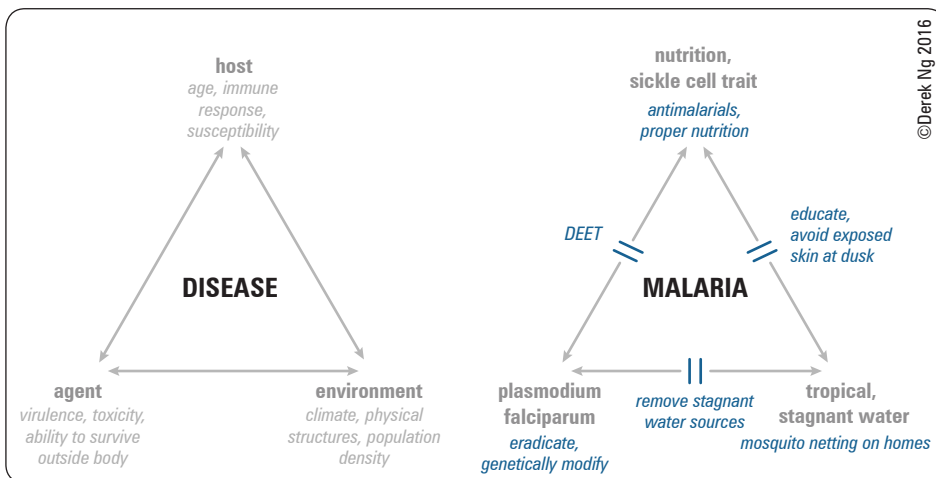 host
age, immune
response,
susceptibility
DISEASE
agent
virulence, toxicity,
ability to survive
outside body
environment
climate, physical
structures, population
density
nutrition,
sickle cell trait
antimalarials,
proper nutrition
DEET
educate,
avoid exposed
skin at dusk
MALARIA
plasmodium
falciparum
eradicate,
genetically modify
remove stagnant
water sources
tropical,
stagnant water
mosquito netting on homes
©Derek Ng 2016